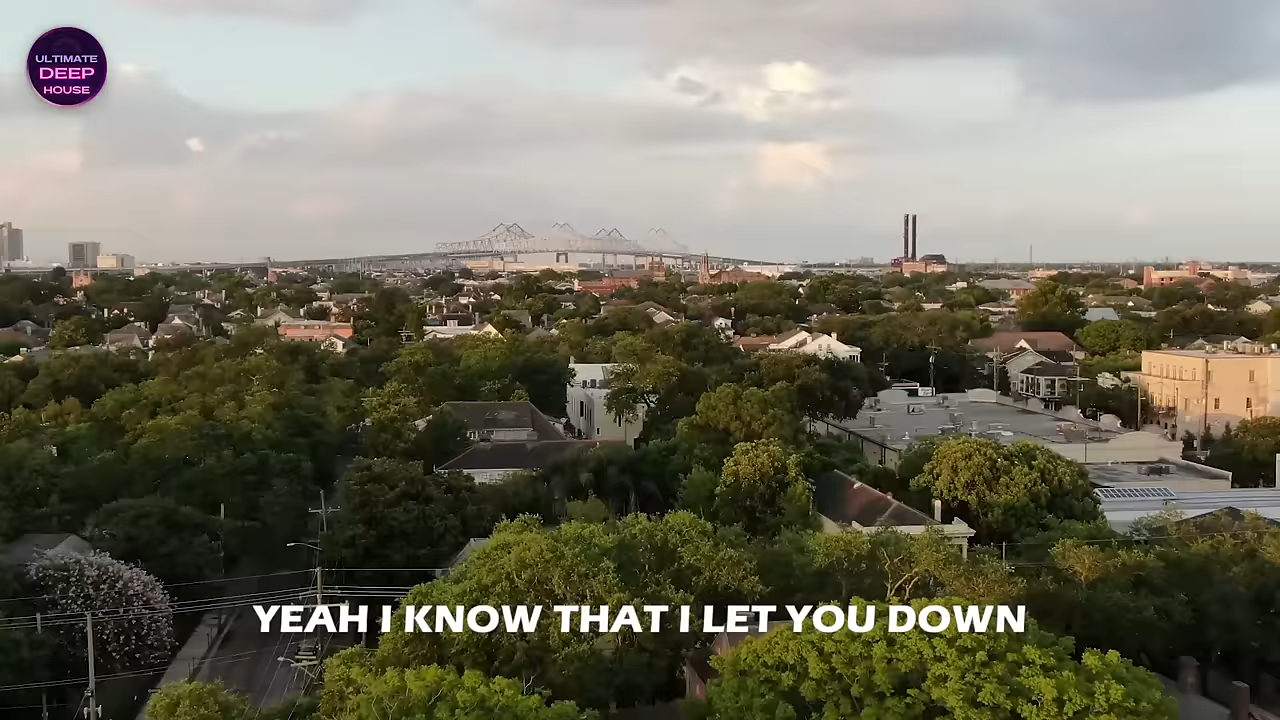 ULTIMATE
DEEP
HOUSE
YEAH I KNOW THAT I LET YOU DOWN